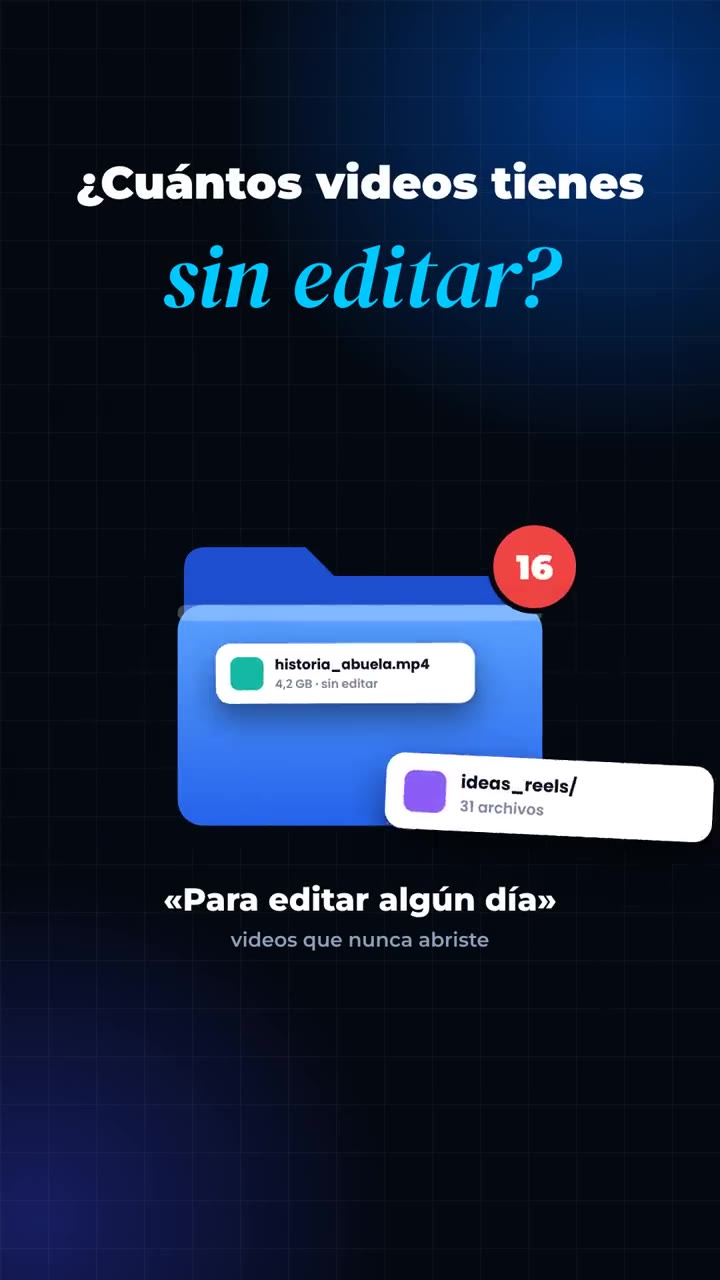 ¿Cuántos videos tienes
sin editar?
16
historia_abuela.mp4
4,2 GB · sin editar
ideas_reels/
31 archivos
«Para editar algún día»
videos que nunca abriste